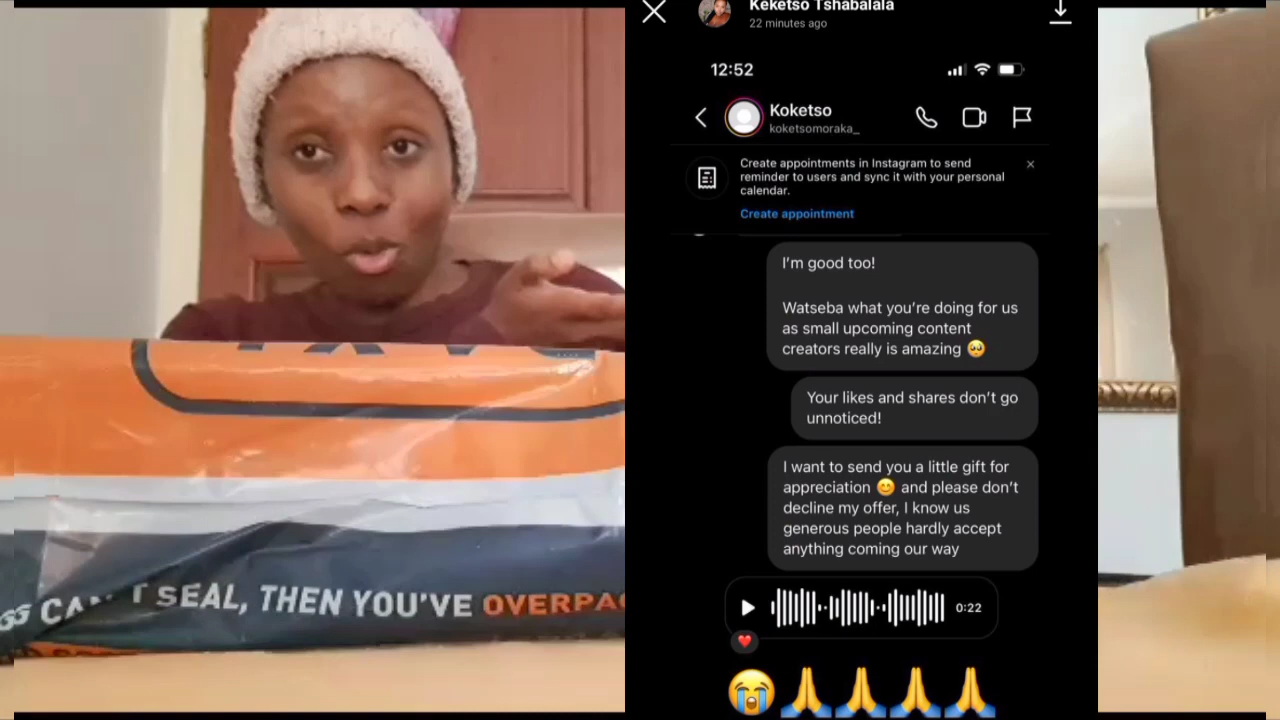 CAN'T SEAL, THEN YOU'VE OVERPA
Keketso Tshabalala
22 minutes ago
12:52
Koketso
koketsomoraka_
Create appointments in Instagram to send
reminder to users and sync it with your personal
calendar.
Create appointment
I'm good too!
Watseba what you're doing for us
as small upcoming content
creators really is amazing 🥺
Your likes and shares don't go
unnoticed!
I want to send you a little gift for
appreciation 😊 and please don't
decline my offer, I know us
generous people hardly accept
anything coming our way
0:22
😭🙏🙏🙏🙏